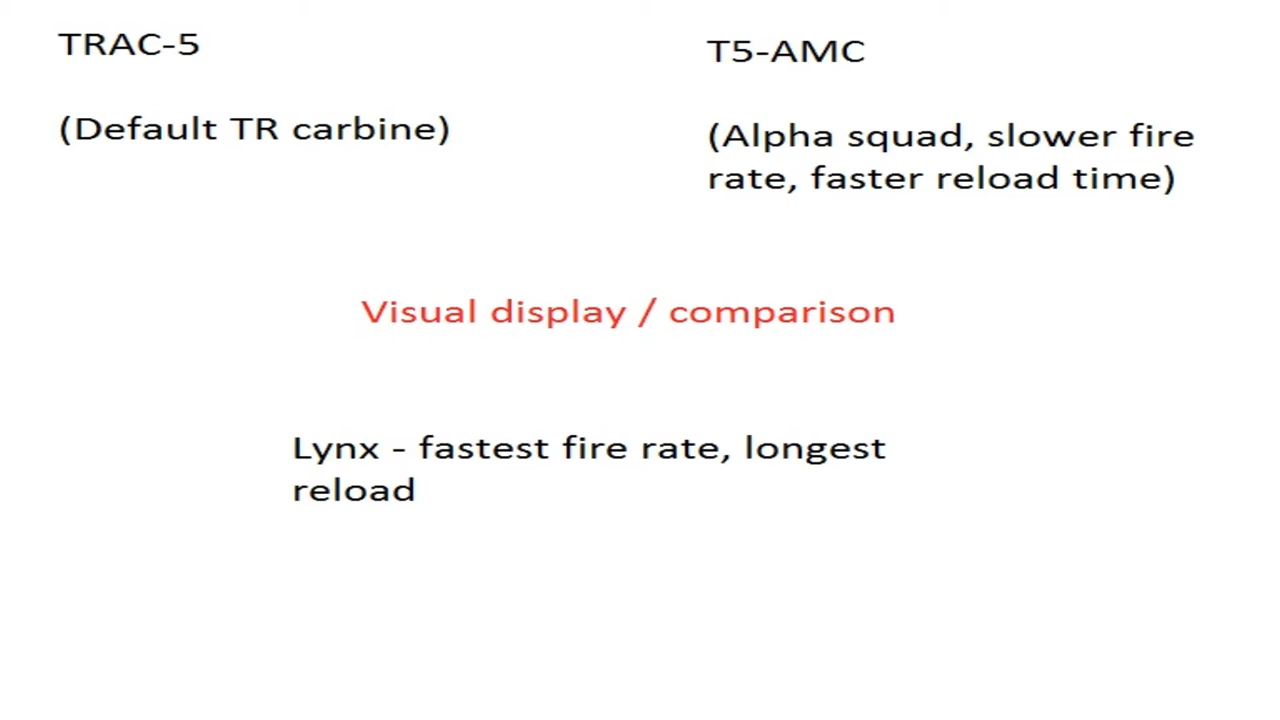 TRAC-5
(Default TR carbine)
T5-AMC
(Alpha squad, slower fire
rate, faster reload time)
Visual display / comparison
Lynx - fastest fire rate, longest
reload